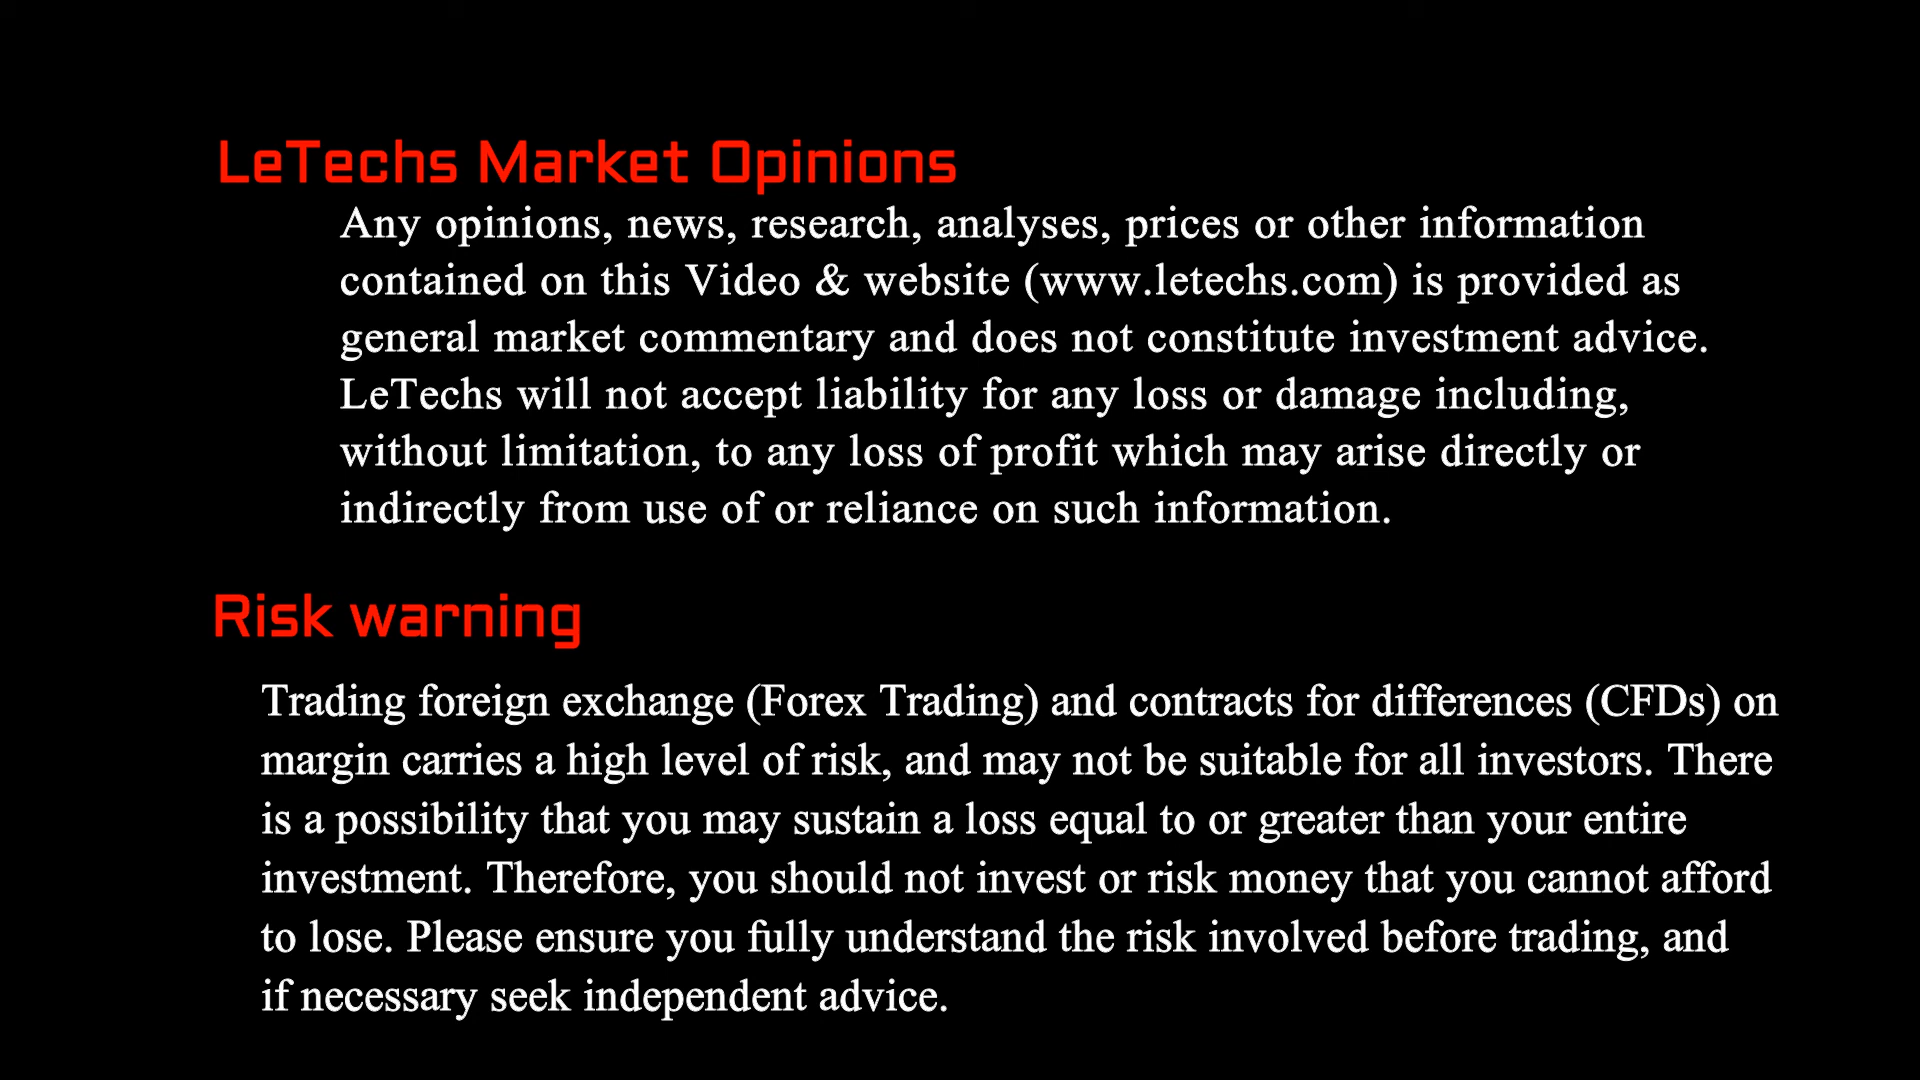 LeTechs Market Opinions
Any opinions, news, research, analyses, prices or other information
contained on this Video & website (www.letechs.com) is provided as
general market commentary and does not constitute investment advice.
LeTechs will not accept liability for any loss or damage including,
without limitation, to any loss of profit which may arise directly or
indirectly from use of or reliance on such information.
Risk warning
Trading foreign exchange (Forex Trading) and contracts for differences (CFDs) on
margin carries a high level of risk, and may not be suitable for all investors. There
is a possibility that you may sustain a loss equal to or greater than your entire
investment. Therefore, you should not invest or risk money that you cannot afford
to lose. Please ensure you fully understand the risk involved before trading, and
if necessary seek independent advice.